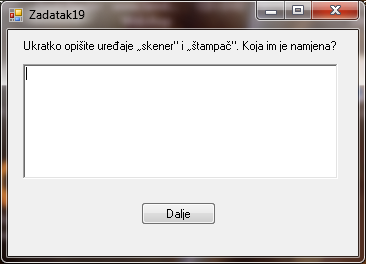 Zadatak19
Ukratko opišite uređaje „skener" i „štampač". Koja im je namjena?
Dalje